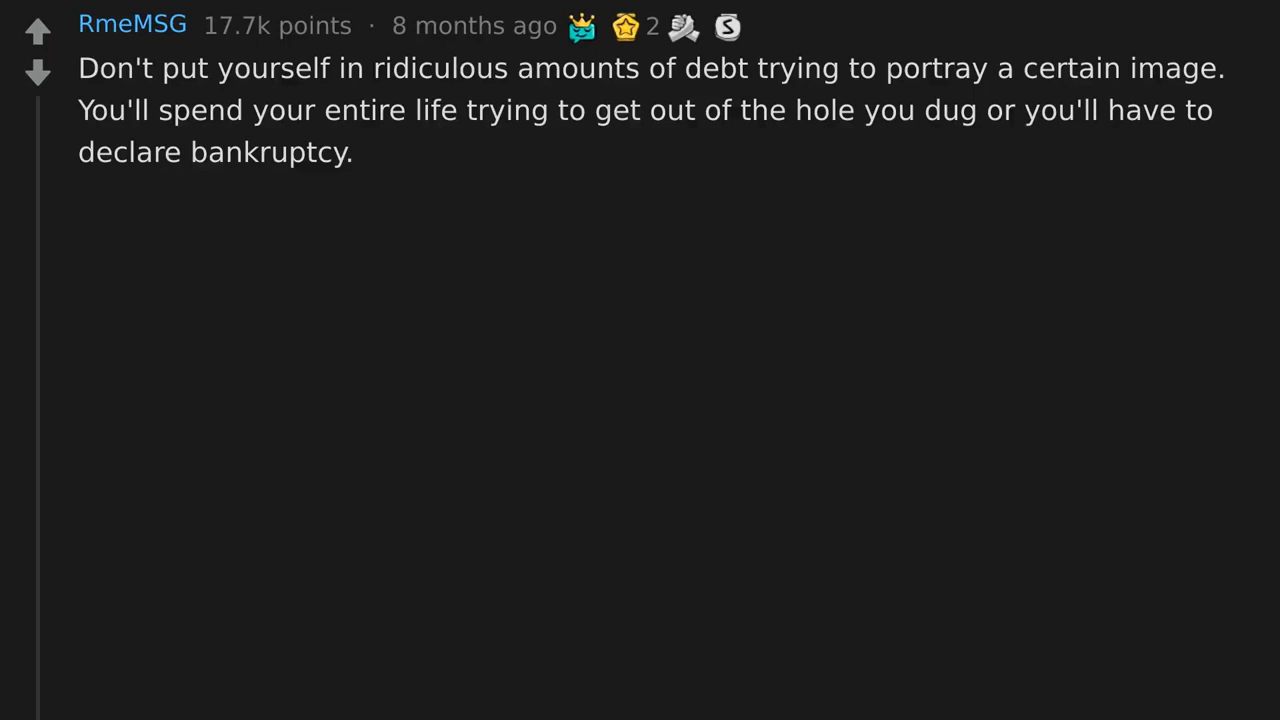 RmeMSG 17.7k points · 8 months ago 2 S
Don't put yourself in ridiculous amounts of debt trying to portray a certain image.
You'll spend your entire life trying to get out of the hole you dug or you'll have to
declare bankruptcy.